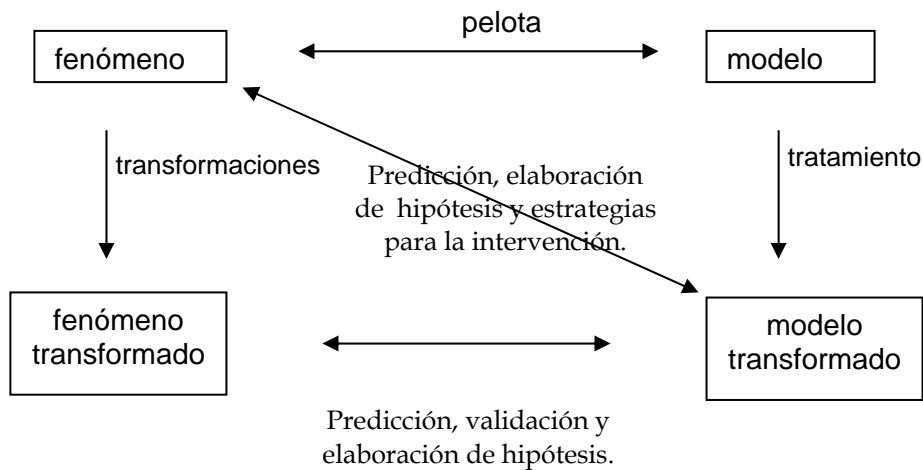 pelota
fenómeno
modelo
transformaciones
tratamiento
Predicción, elaboración
de hipótesis y estrategias
para la intervención.
fenómeno
transformado
modelo
transformado
Predicción, validación y
elaboración de hipótesis.